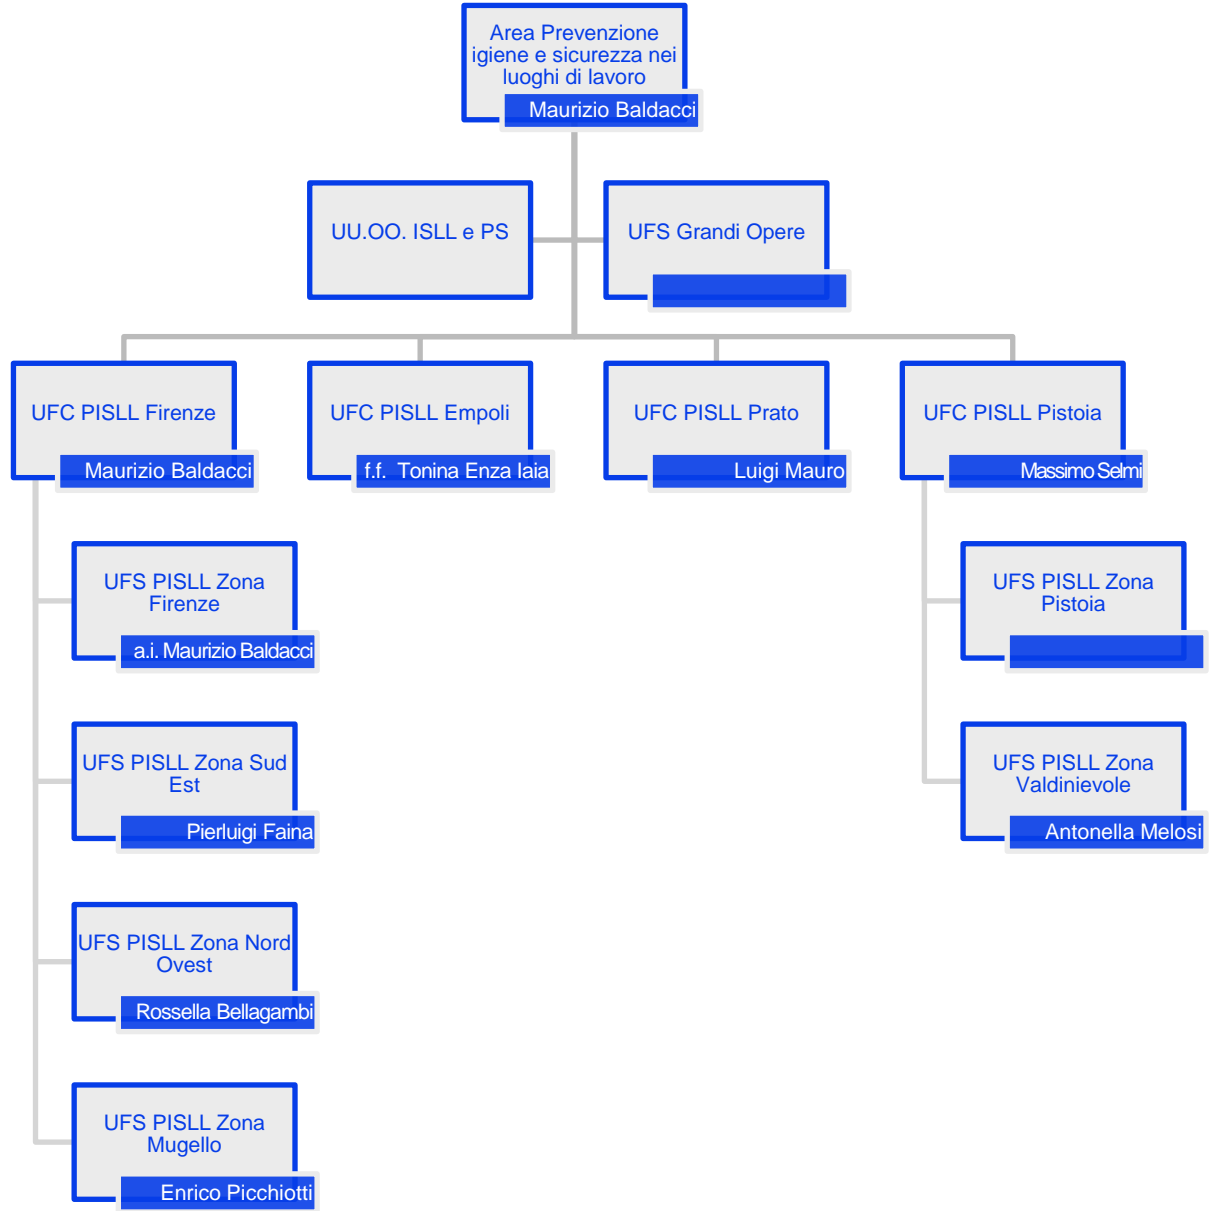 Area Prevenzione
igiene e sicurezza nei
luoghi di lavoro
Maurizio Baldacci
UU.OO. ISLL e PS
UFS Grandi Opere
UFC PISLL Firenze
Maurizio Baldacci
UFC PISLL Empoli
f.f. Tonina Enza Iaia
UFC PISLL Prato
Luigi Mauro
UFC PISLL Pistoia
Massimo Selmi
UFS PISLL Zona
Firenze
a.i. Maurizio Baldacci
UFS PISLL Zona Sud
Est
Pierluigi Faina
UFS PISLL Zona Nord
Ovest
Rossella Bellagambi
UFS PISLL Zona
Mugello
Enrico Picchiotti
UFS PISLL Zona
Pistoia
UFS PISLL Zona
Valdinievole
Antonella Melosi